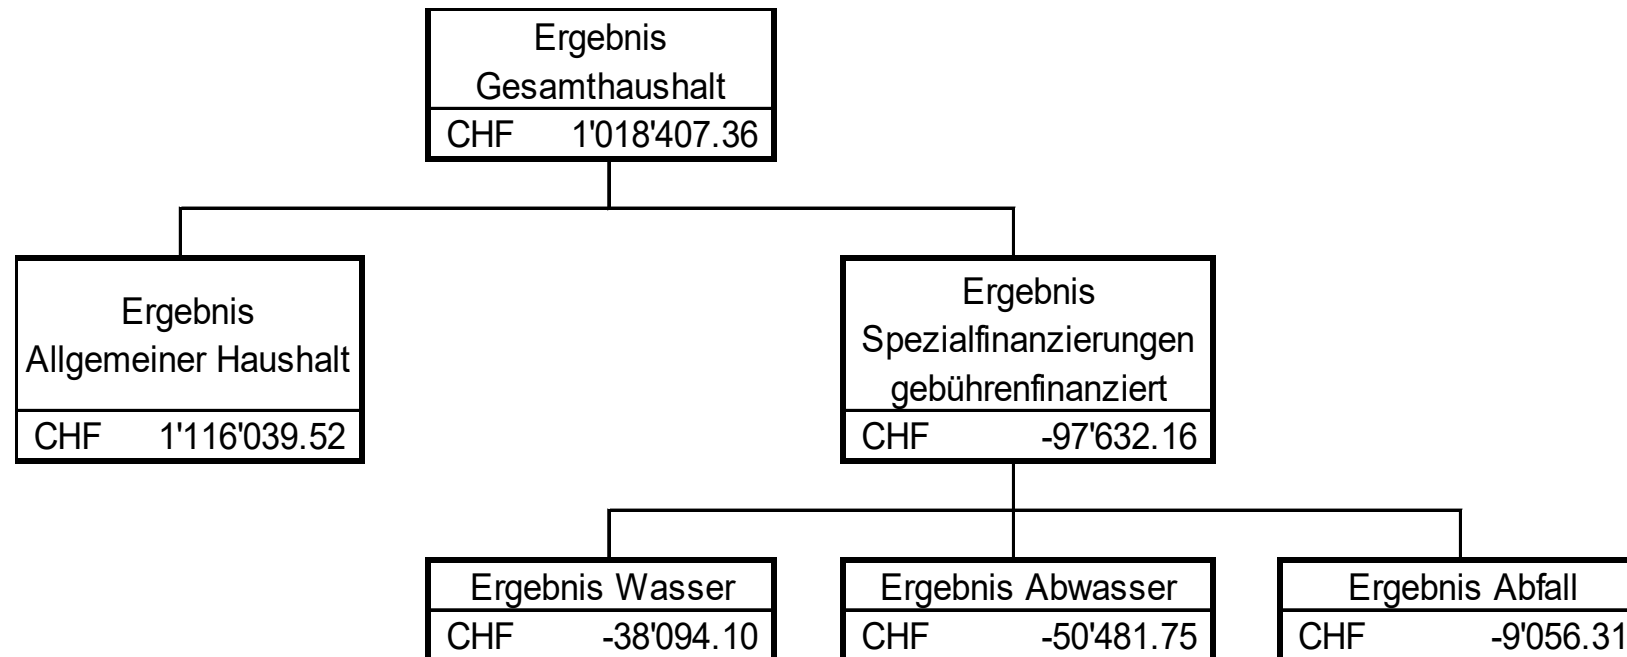 Ergebnis
Gesamthaushalt
CHF 1'018'407.36
Ergebnis
Allgemeiner Haushalt
CHF 1'116'039.52
Ergebnis
Spezialfinanzierungen
gebührenfinanziert
CHF -97'632.16
Ergebnis Wasser
CHF -38'094.10
Ergebnis Abwasser
CHF -50'481.75
Ergebnis Abfall
CHF -9'056.31